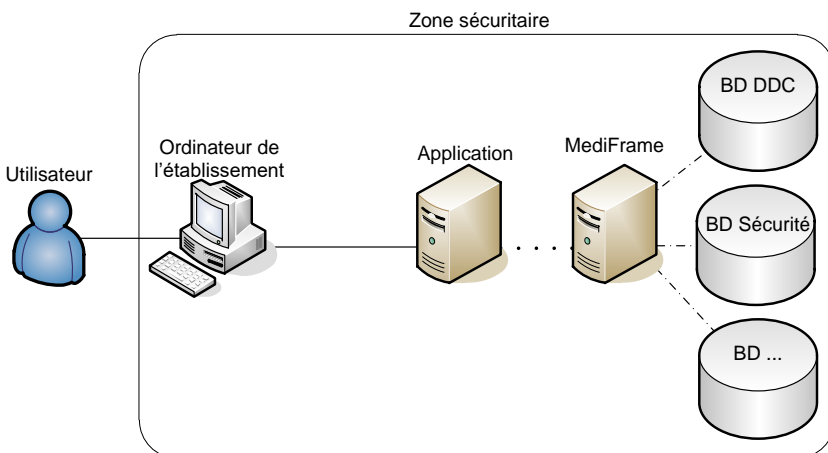 Zone sécuritaire
Utilisateur
Ordinateur de
l'établissement
Application
MediFrame
BD DDC
BD Sécurité
BD ...